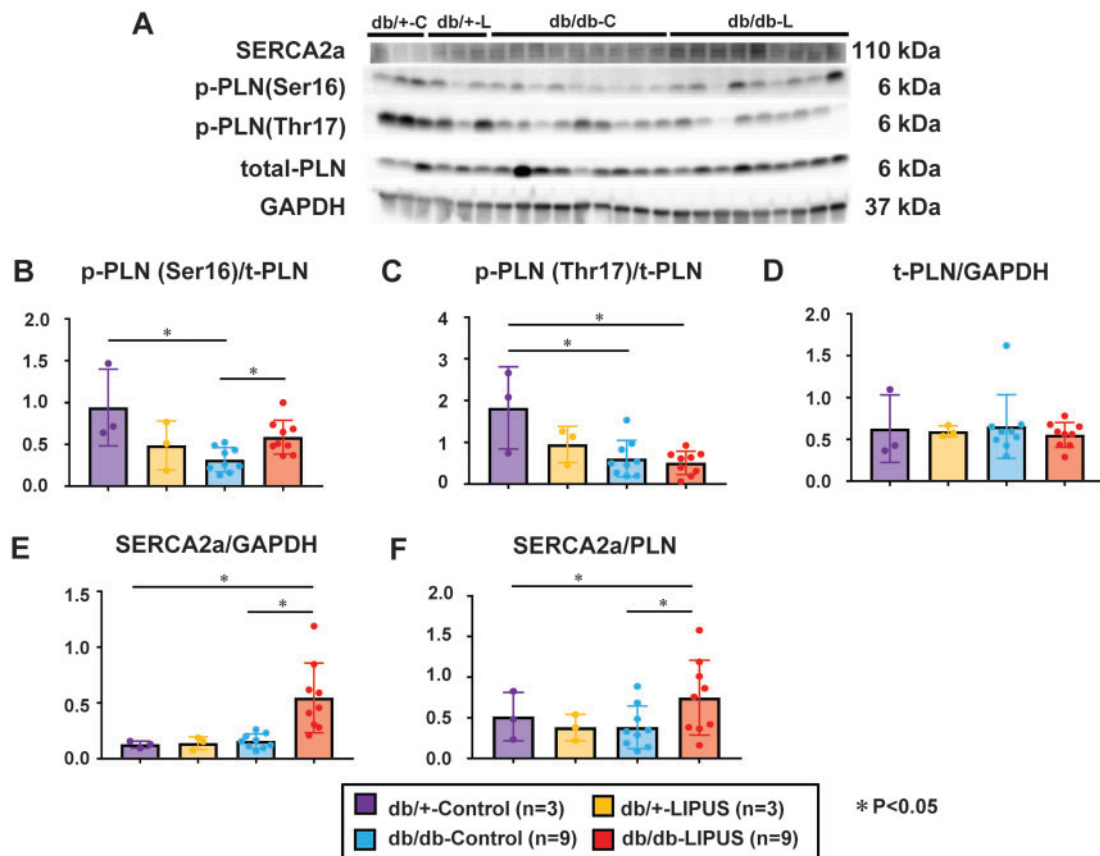 A
db/+-C db/+-L db/db-C db/db-L
SERCA2a 110 kDa
p-PLN(Ser16) 6 kDa
p-PLN(Thr17) 6 kDa
total-PLN 6 kDa
GAPDH 37 kDa
B p-PLN (Ser16)/t-PLN
2.0
1.5
1.0
0.5
0.0
*
*
C p-PLN (Thr17)/t-PLN
4
3
2
1
0
*
*
D t-PLN/GAPDH
2.0
1.5
1.0
0.5
0.0
E SERCA2a/GAPDH
1.5
1.0
0.5
0.0
*
*
F SERCA2a/PLN
2.0
1.5
1.0
0.5
0.0
*
*
db/+-Control (n=3) db/+-LIPUS (n=3)
db/db-Control (n=9) db/db-LIPUS (n=9)
* P<0.05